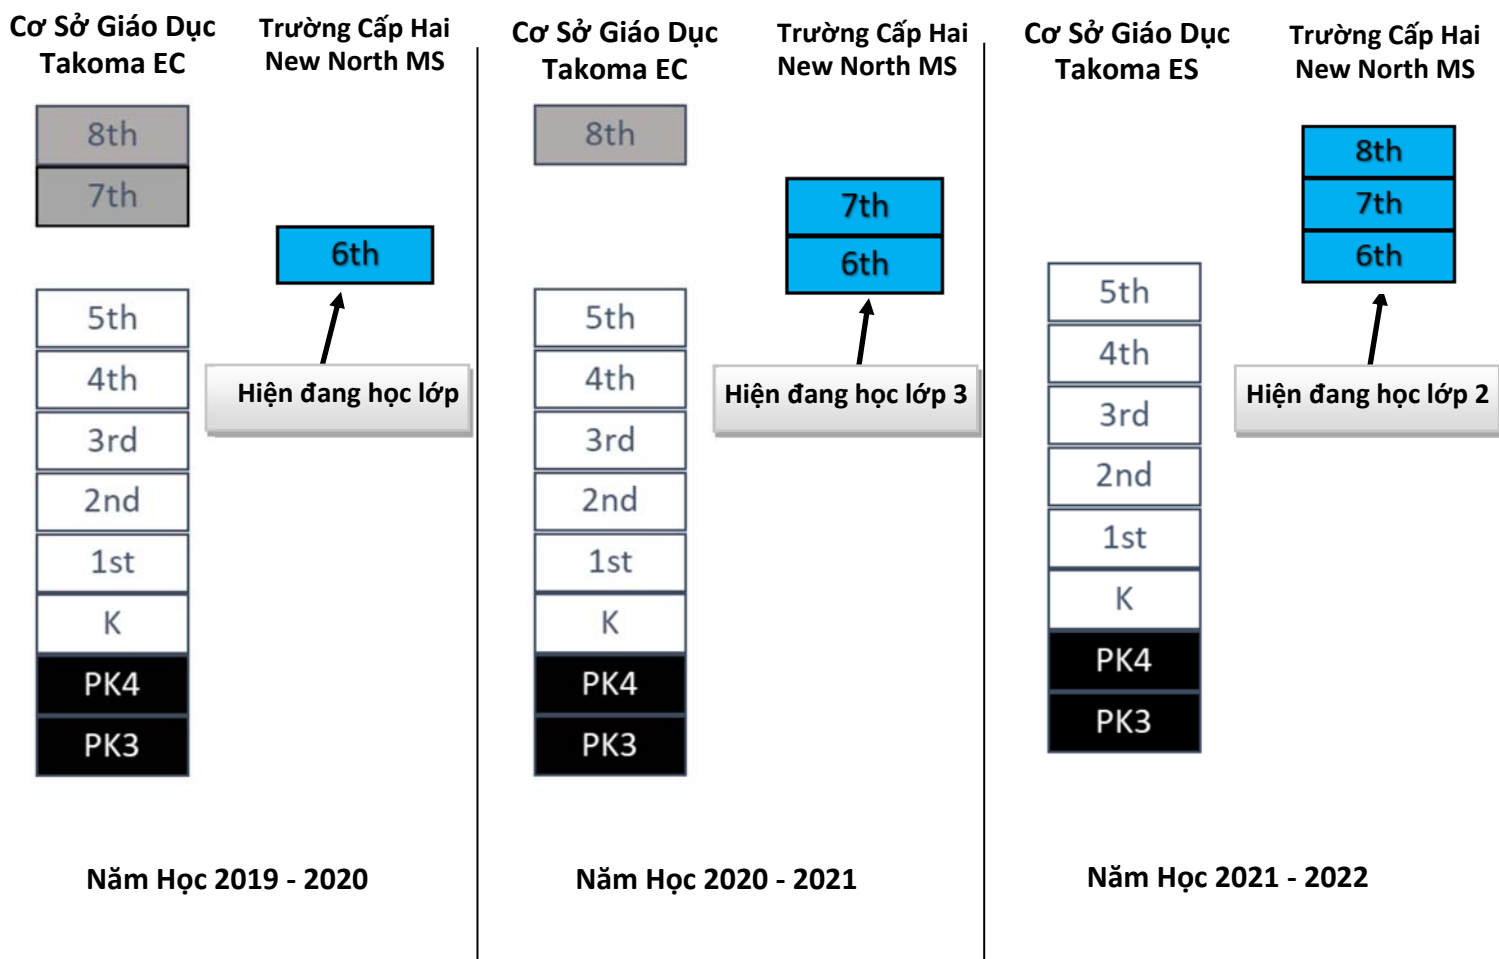 Cơ Sở Giáo Dục
Takoma EC
Trường Cấp Hai
New North MS
8th
7th
6th
5th
4th
3rd
2nd
1st
K
PK4
PK3
Hiện đang học lớp
Năm Học 2019 - 2020
Cơ Sở Giáo Dục
Takoma EC
Trường Cấp Hai
New North MS
8th
7th
6th
5th
4th
3rd
2nd
1st
K
PK4
PK3
Hiện đang học lớp 3
Năm Học 2020 - 2021
Cơ Sở Giáo Dục
Takoma ES
Trường Cấp Hai
New North MS
8th
7th
6th
5th
4th
3rd
2nd
1st
K
PK4
PK3
Hiện đang học lớp 2
Năm Học 2021 - 2022